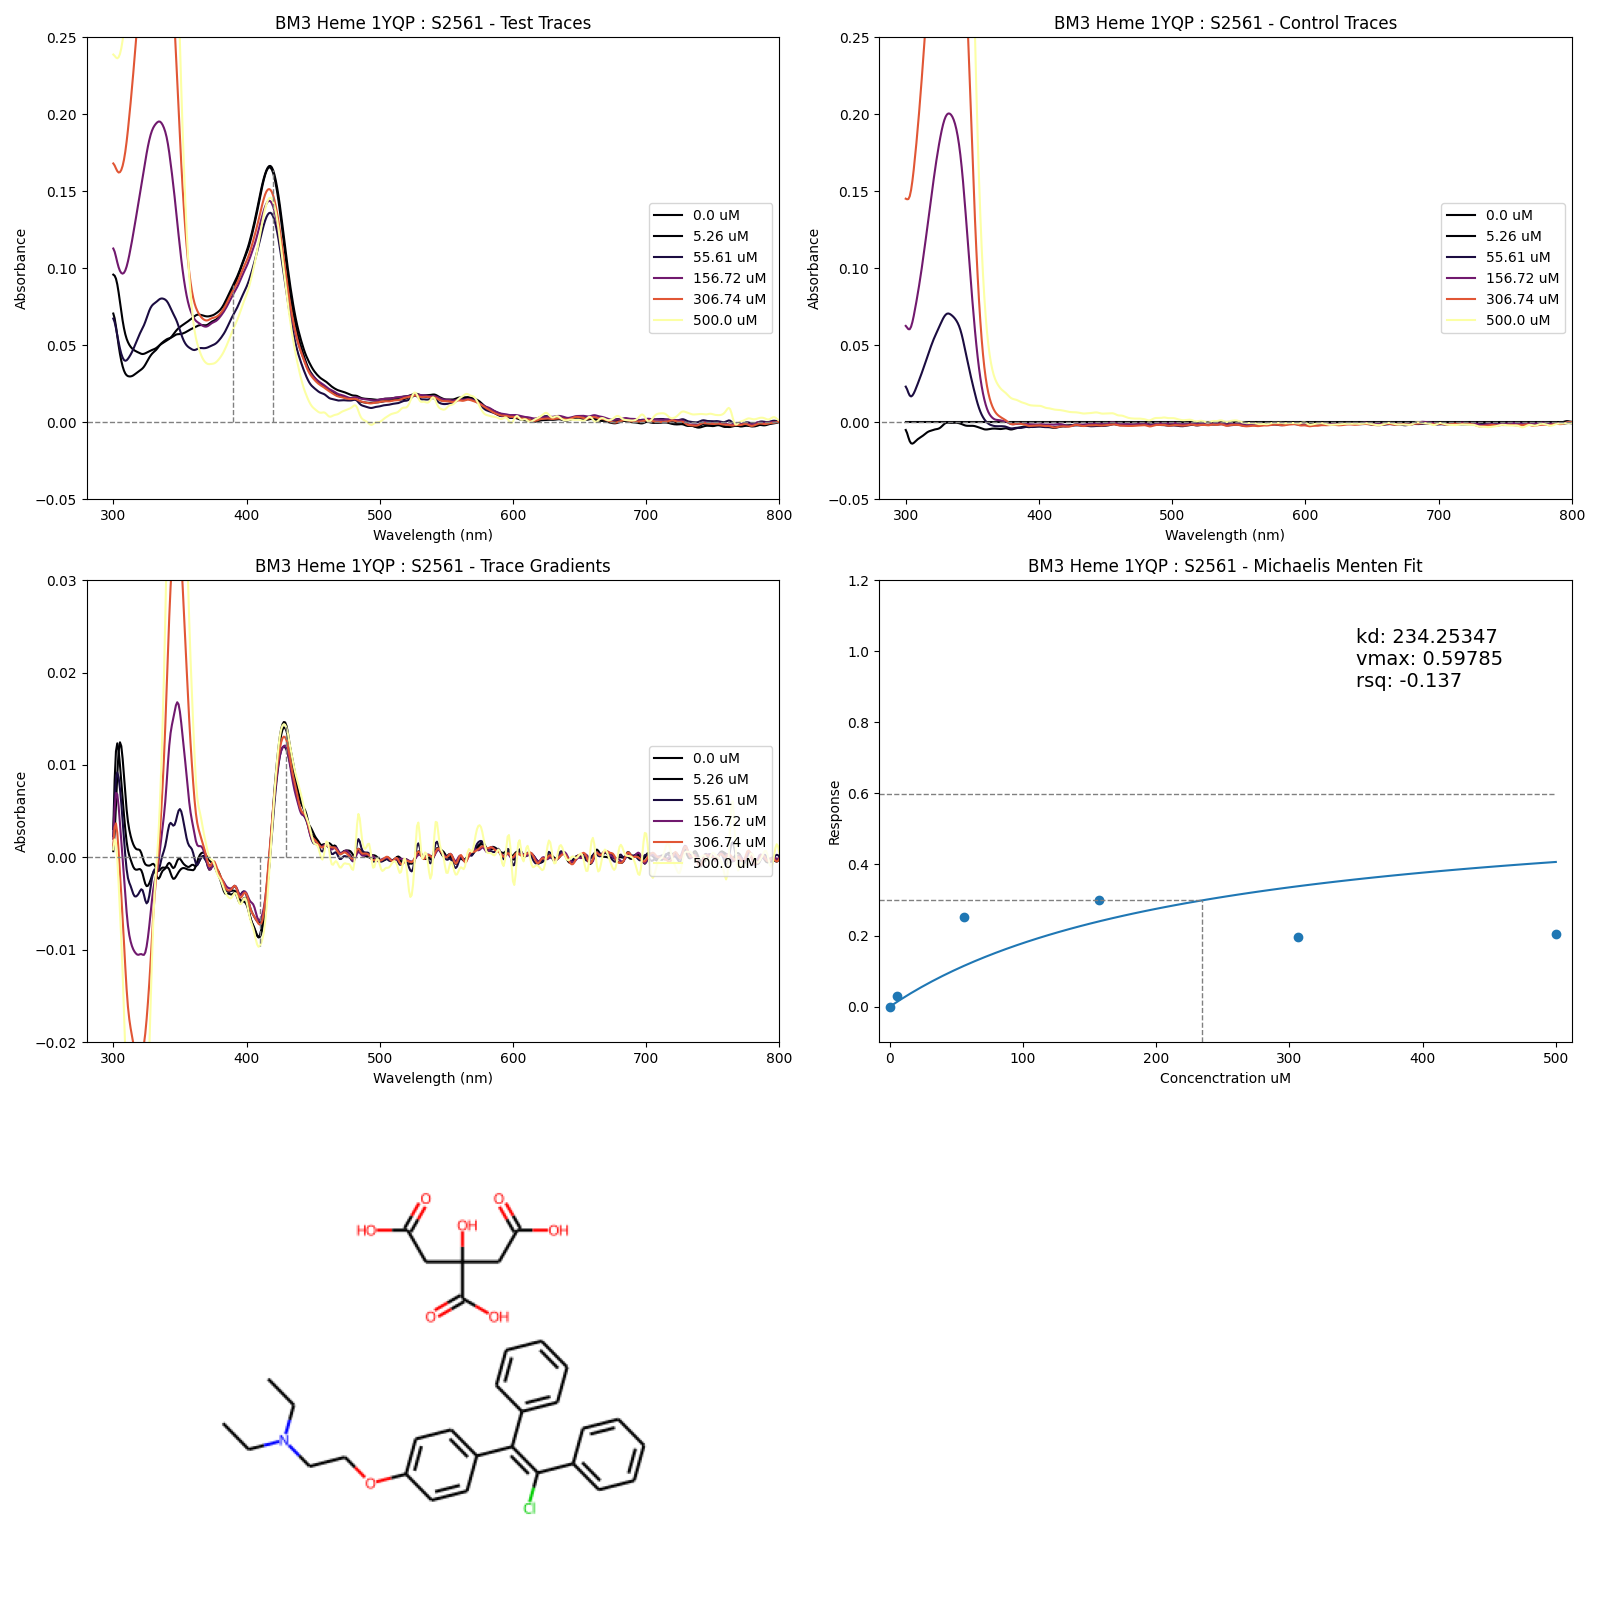 BM3 Heme 1YQP : S2561 - Test Traces
Absorbance
0.25
0.20
0.15
0.10
0.05
0.00
−0.05
300 400 500 600 700 800
Wavelength (nm)
0.0 uM
5.26 uM
55.61 uM
156.72 uM
306.74 uM
500.0 uM
BM3 Heme 1YQP : S2561 - Control Traces
Absorbance
0.25
0.20
0.15
0.10
0.05
0.00
−0.05
300 400 500 600 700 800
Wavelength (nm)
0.0 uM
5.26 uM
55.61 uM
156.72 uM
306.74 uM
500.0 uM
BM3 Heme 1YQP : S2561 - Trace Gradients
Absorbance
0.03
0.02
0.01
0.00
−0.01
−0.02
300 400 500 600 700 800
Wavelength (nm)
0.0 uM
5.26 uM
55.61 uM
156.72 uM
306.74 uM
500.0 uM
BM3 Heme 1YQP : S2561 - Michaelis Menten Fit
Response
1.2
1.0
0.8
0.6
0.4
0.2
0.0
0 100 200 300 400 500
Concenctration uM
kd: 234.25347
vmax: 0.59785
rsq: -0.137
O O
HO OH OH
O OH
N
O
Cl